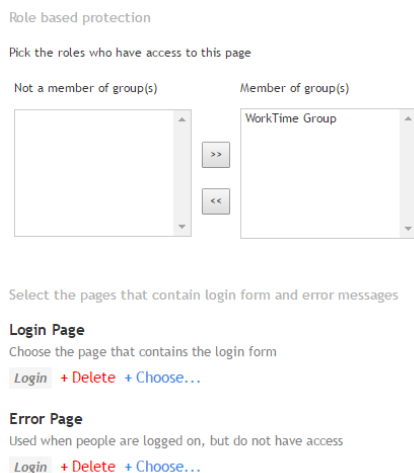 Role based protection
Pick the roles who have access to this page
Not a member of group(s) Member of group(s)
WorkTime Group
>>
<<
Select the pages that contain login form and error messages
Login Page
Choose the page that contains the login form
Login + Delete + Choose...
Error Page
Used when people are logged on, but do not have access
Login + Delete + Choose...